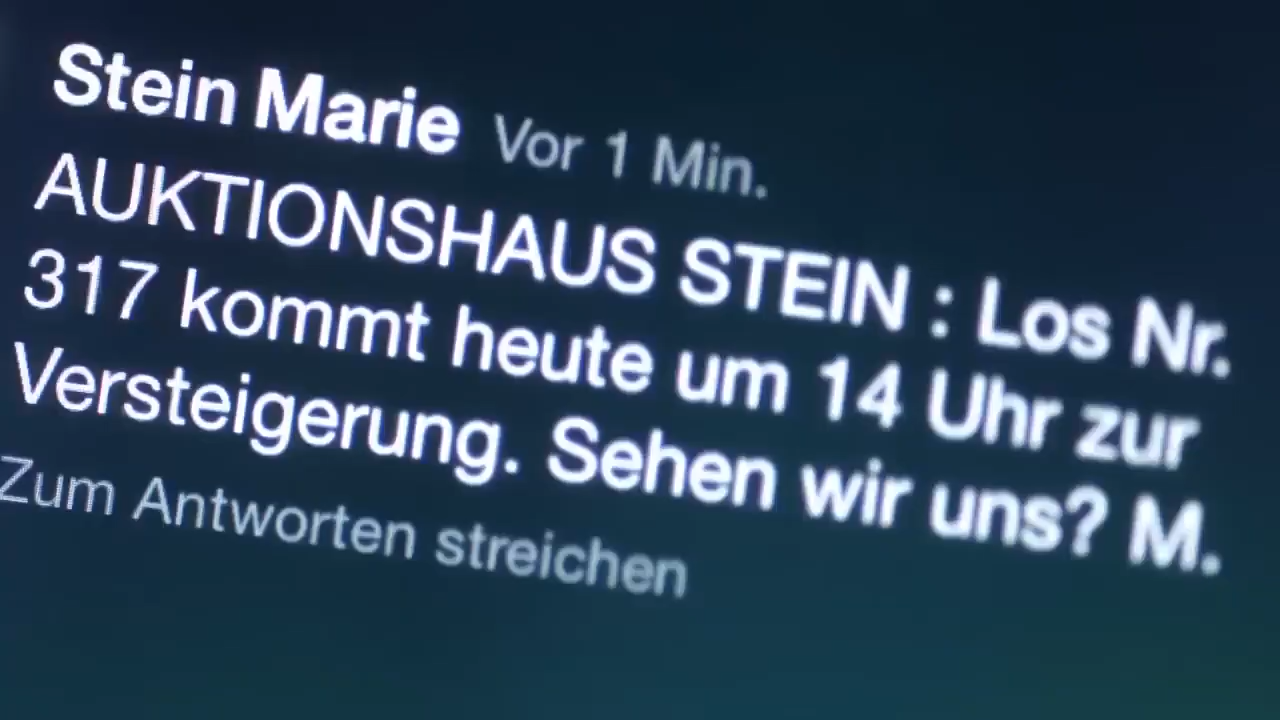 Stein Marie Vor 1 Min.
AUKTIONSHAUS STEIN : Los Nr.
317 kommt heute um 14 Uhr zur
Versteigerung. Sehen wir uns? M.
Zum Antworten streichen